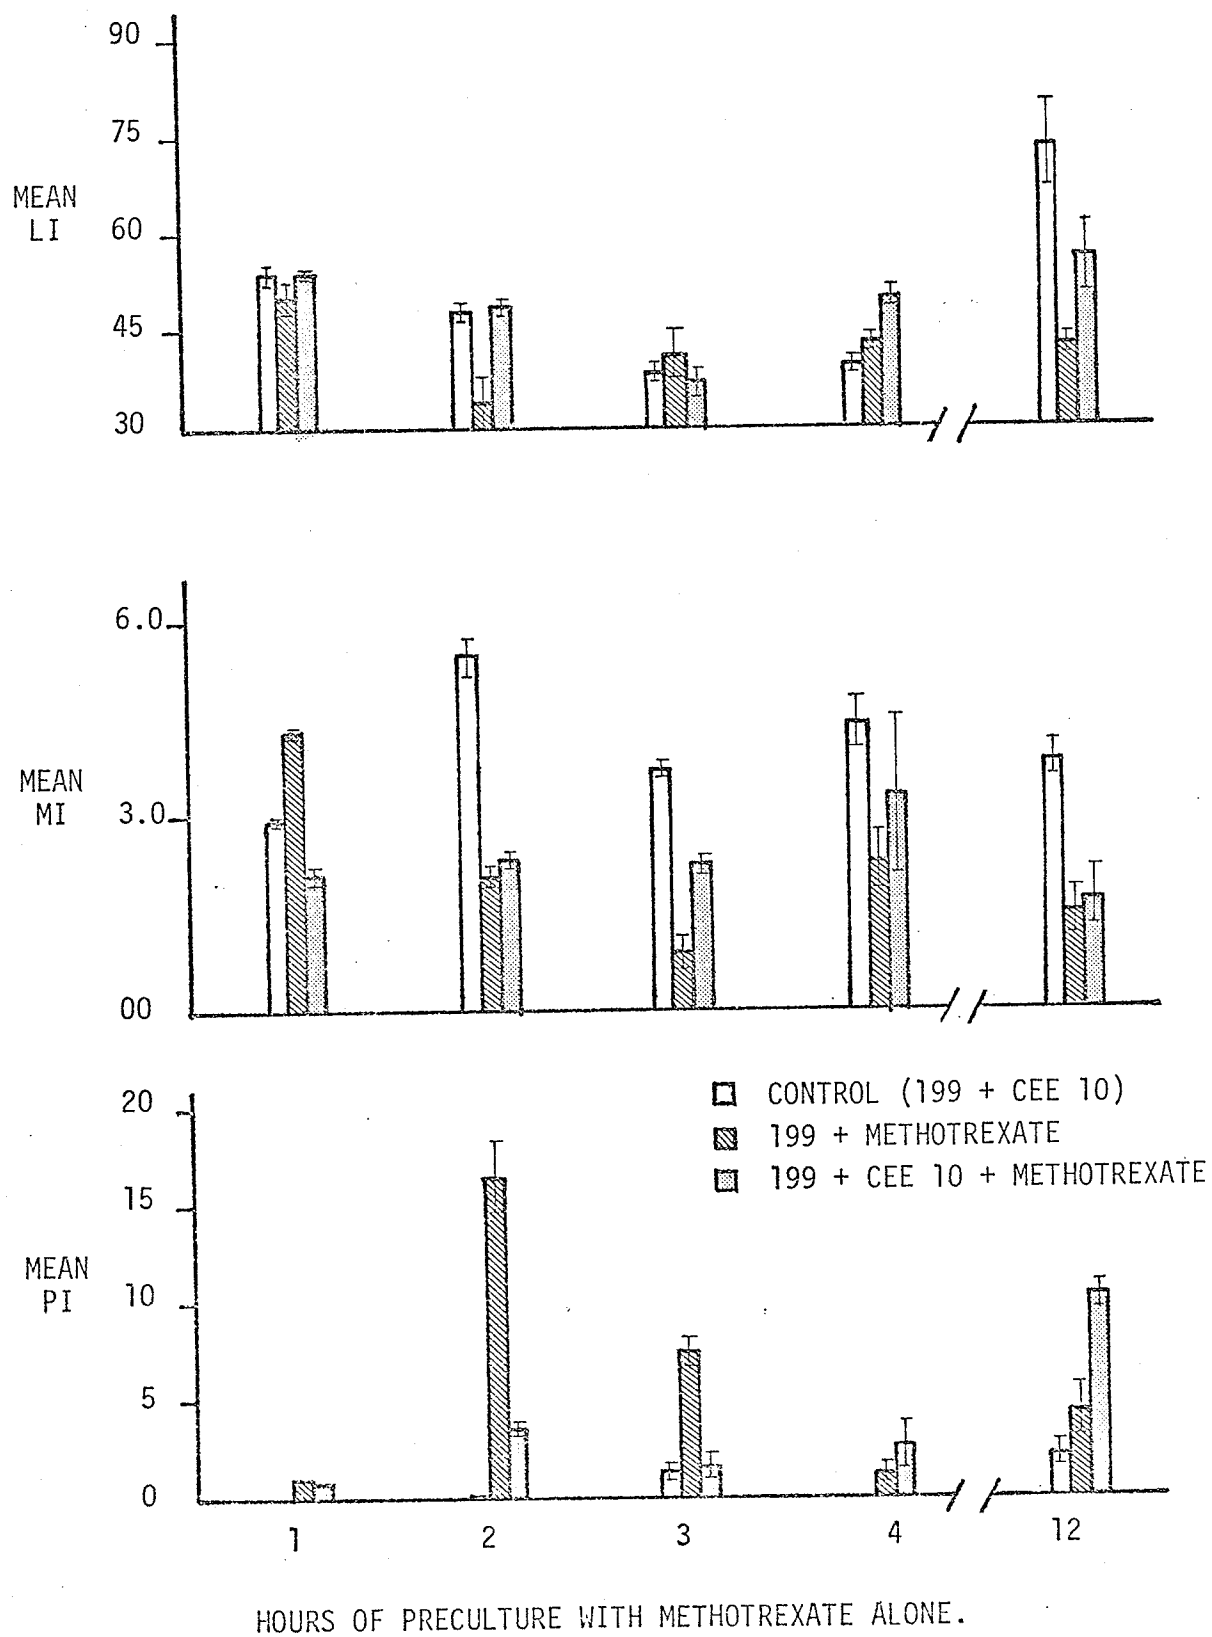 90
75
MEAN
LI
60
45
30
6.0
MEAN
MI
3.0
00
CONTROL (199 + CEE 10)
199 + METHOTREXATE
199 + CEE 10 + METHOTREXATE
20
15
MEAN
PI
10
5
0
1 2 3 4 12
HOURS OF PRECULTURE WITH METHOTREXATE ALONE.